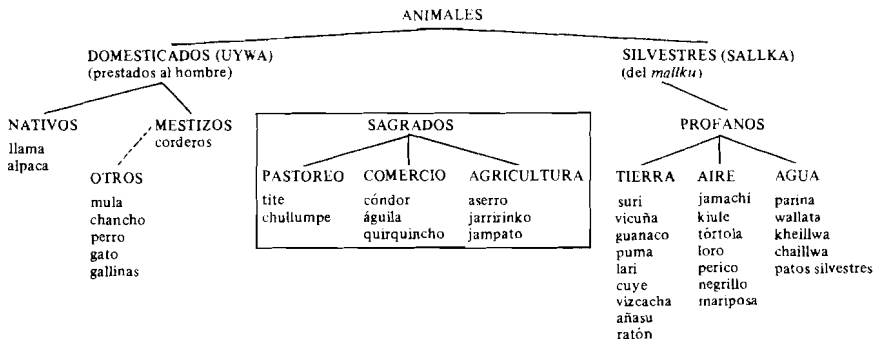 ANIMALES
DOMESTICADOS (UYWA)
(prestados al hombre)
SILVESTRES (SALLKA)
(del mallku)
NATIVOS
llama
alpaca
MESTIZOS
corderos
OTROS
mula
chancho
perro
gato
gallinas
SAGRADOS
PASTOREO
tite
chullumpe
COMERCIO
cóndor
águila
quirquincho
AGRICULTURA
aserro
jarririnko
jampato
PROFANOS
TIERRA
suri
vicuña
guanaco
puma
lari
cuye
vizcacha
añasu
ratón
AIRE
jamachi
kiule
tórtola
loro
perico
negrillo
mariposa
AGUA
parina
wallata
kheillwa
chaillwa
patos silvestres